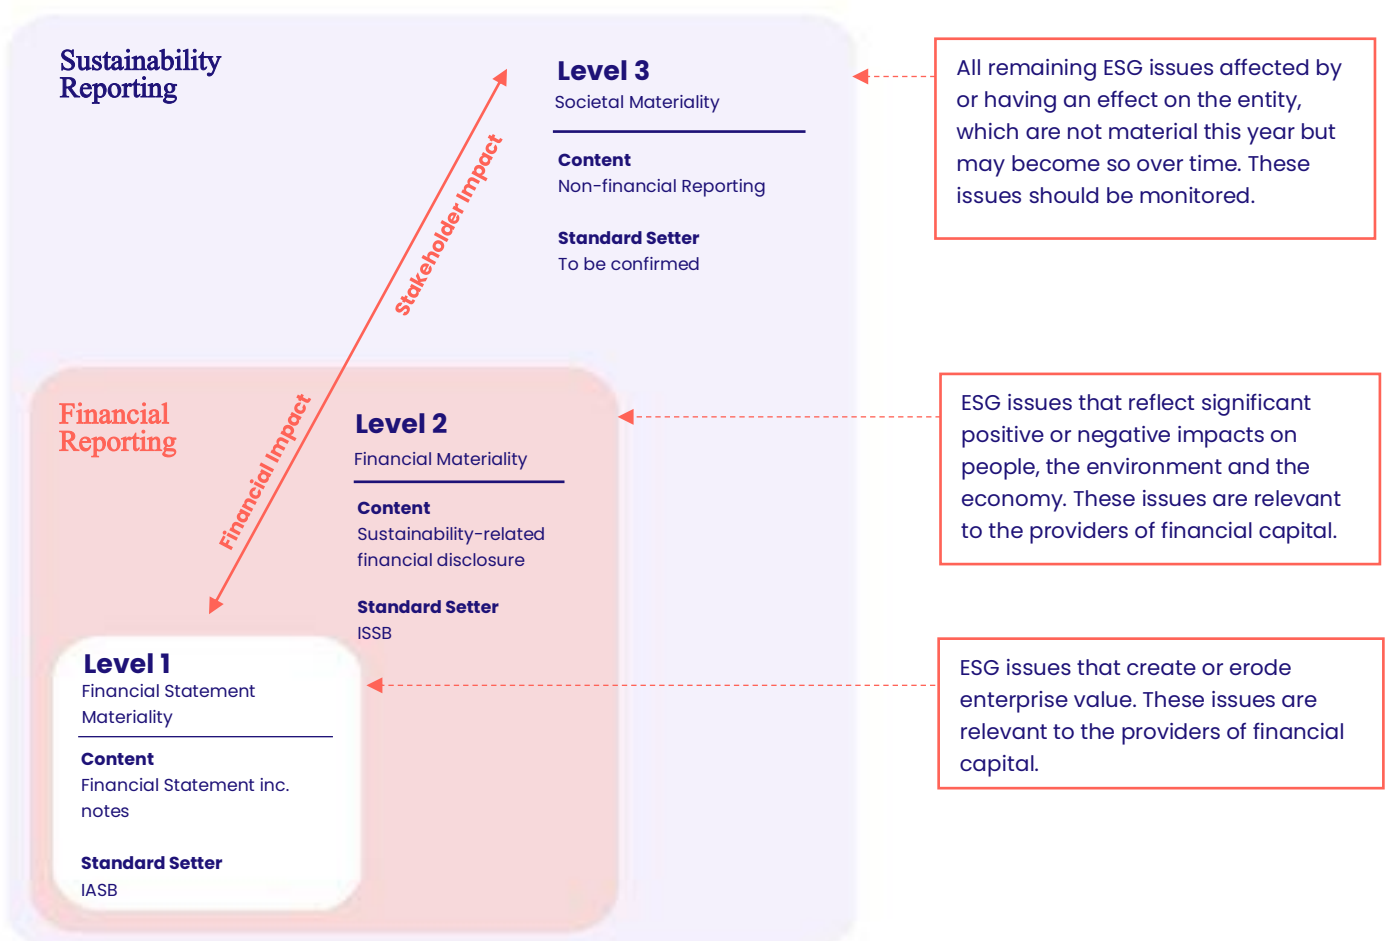 Sustainability
Reporting
Level 3
Societal Materiality
Content
Non-financial Reporting
Standard Setter
To be confirmed
All remaining ESG issues affected by
or having an effect on the entity,
which are not material this year but
may become so over time. These
issues should be monitored.
Stakeholder Impact
Financial Impact
Financial
Reporting
Level 2
Financial Materiality
Content
Sustainability-related
financial disclosure
Standard Setter
ISSB
ESG issues that reflect significant
positive or negative impacts on
people, the environment and the
economy. These issues are relevant
to the providers of financial capital.
Level 1
Financial Statement
Materiality
Content
Financial Statement inc.
notes
Standard Setter
IASB
ESG issues that create or erode
enterprise value. These issues are
relevant to the providers of financial
capital.